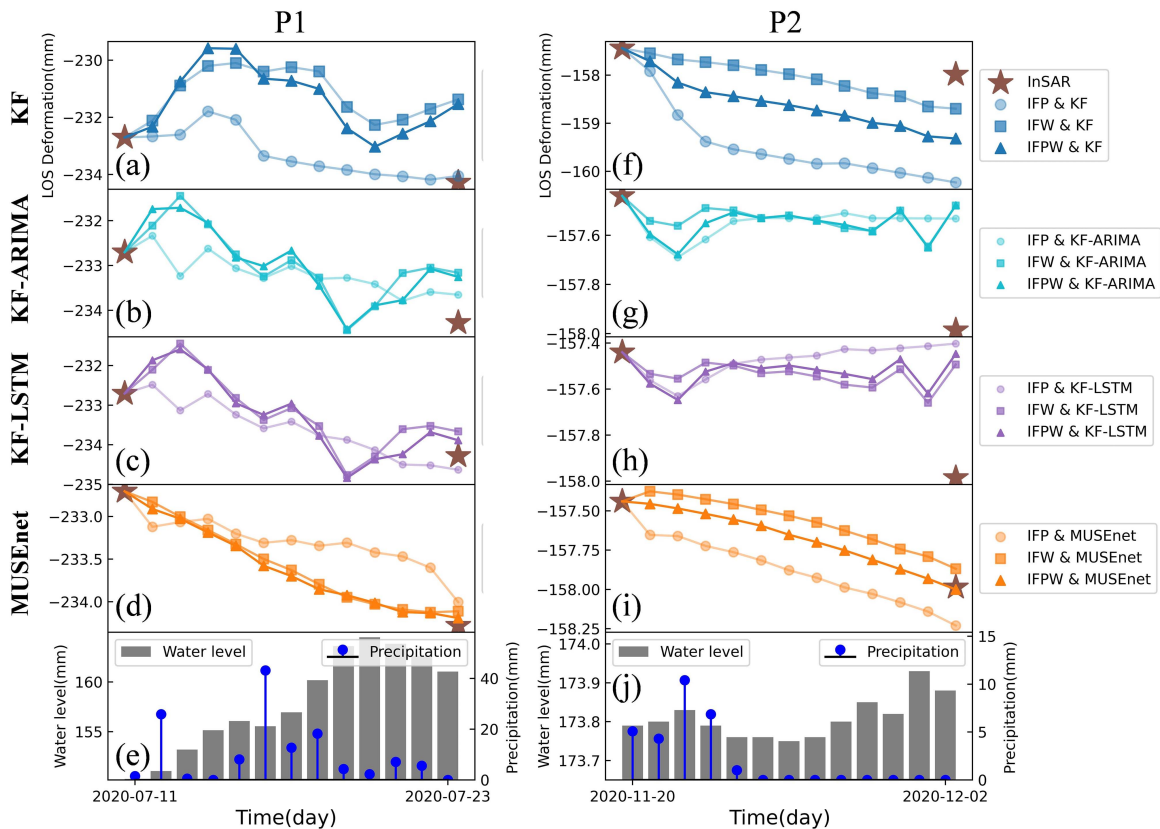 P1
P2
KF
LOS Deformation(mm)
−230
−232
−234
(a)
LOS Deformation(mm)
−158
−159
−160
(f)
InSAR
IFP & KF
IFW & KF
IFPW & KF
KF-ARIMA
−232
−233
−234
(b)
−157.6
−157.8
−158.0
(g)
IFP & KF-ARIMA
IFW & KF-ARIMA
IFPW & KF-ARIMA
KF-LSTM
−232
−233
−234
−235
(c)
−157.4
−157.6
−157.8
−158.0
(h)
IFP & KF-LSTM
IFW & KF-LSTM
IFPW & KF-LSTM
MUSEnet
−233.0
−233.5
−234.0
(d)
−157.50
−157.75
−158.00
−158.25
(i)
IFP & MUSEnet
IFW & MUSEnet
IFPW & MUSEnet
Water level(mm)
160
155
Water level
Precipitation
(e)
40
20
0
Precipitation(mm)
2020-07-11
2020-07-23
Time(day)
Water level(mm)
174.0
173.9
173.8
173.7
Water level
Precipitation
(j)
15
10
5
0
Precipitation(mm)
2020-11-20
2020-12-02
Time(day)